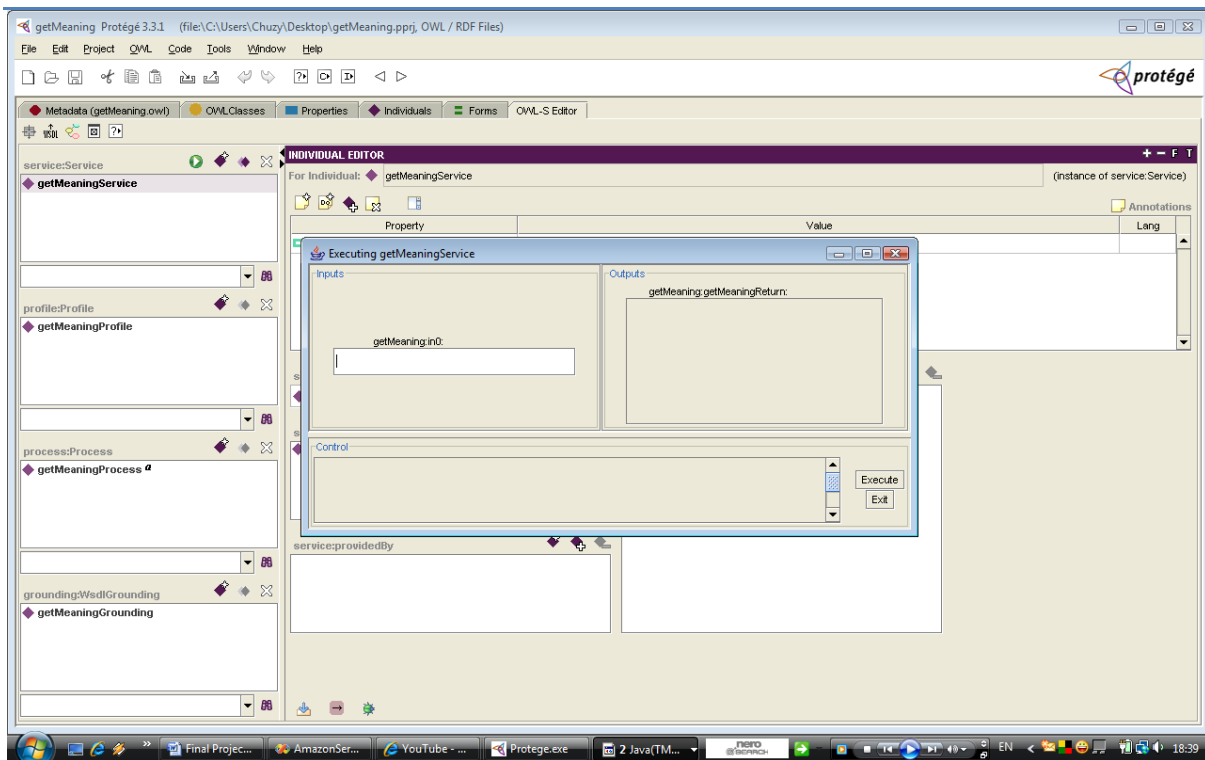 getMeaning Protégé 3.3.1 (file:\C:\Users\Chuzy\Desktop\getMeaning.pprj, OWL / RDF Files)
File Edit Project OWL Code Tools Window Help
protégé
Metadata (getMeaning.owl) OWLClasses Properties Individuals Forms OWL-S Editor
service:Service
getMeaningService
INDIVIDUAL EDITOR + − F T
For Individual: getMeaningService (instance of service:Service)
Annotations
Property Value Lang
Executing getMeaningService
Inputs
getMeaning:in0:
Outputs
getMeaning:getMeaningReturn:
Control
Execute
Exit
profile:Profile
getMeaningProfile
process:Process
getMeaningProcess a
service:providedBy
grounding:WsdlGrounding
getMeaningGrounding
Final Projec... AmazonSer... YouTube - ... Protege.exe 2 Java(TM... nero SEARCH EN 18:39